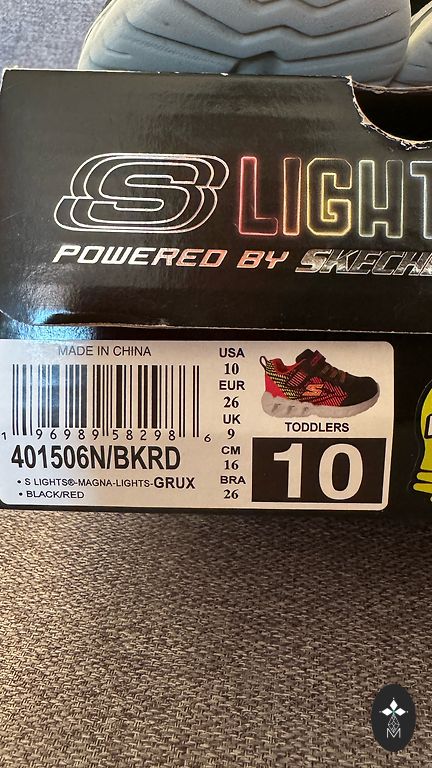 S LIGHT
POWERED BY SKECHE
MADE IN CHINA
1 96989 58298 6
401506N/BKRD
• S LIGHTS®-MAGNA-LIGHTS-GRUX
• BLACK/RED
USA
10
EUR
26
UK
9
CM
16
BRA
26
TODDLERS
10
M